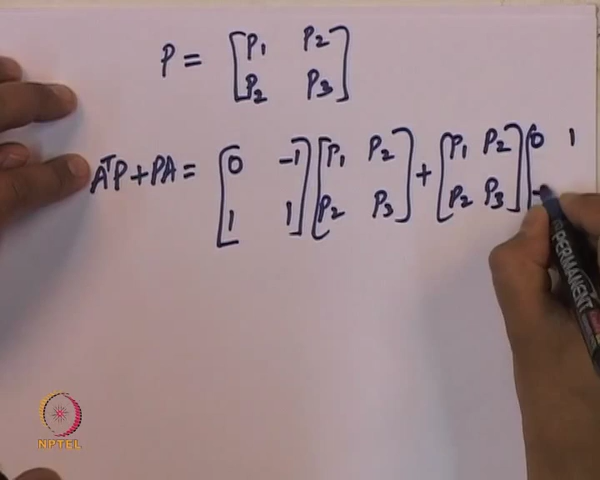 P = [P1 P2
P2 P3]
ATP + PA = [0 -1 [P1 P2 + [P1 P2 [0 1
1 1] P2 P3] P2 P3] -
PERMANENT
NPTEL